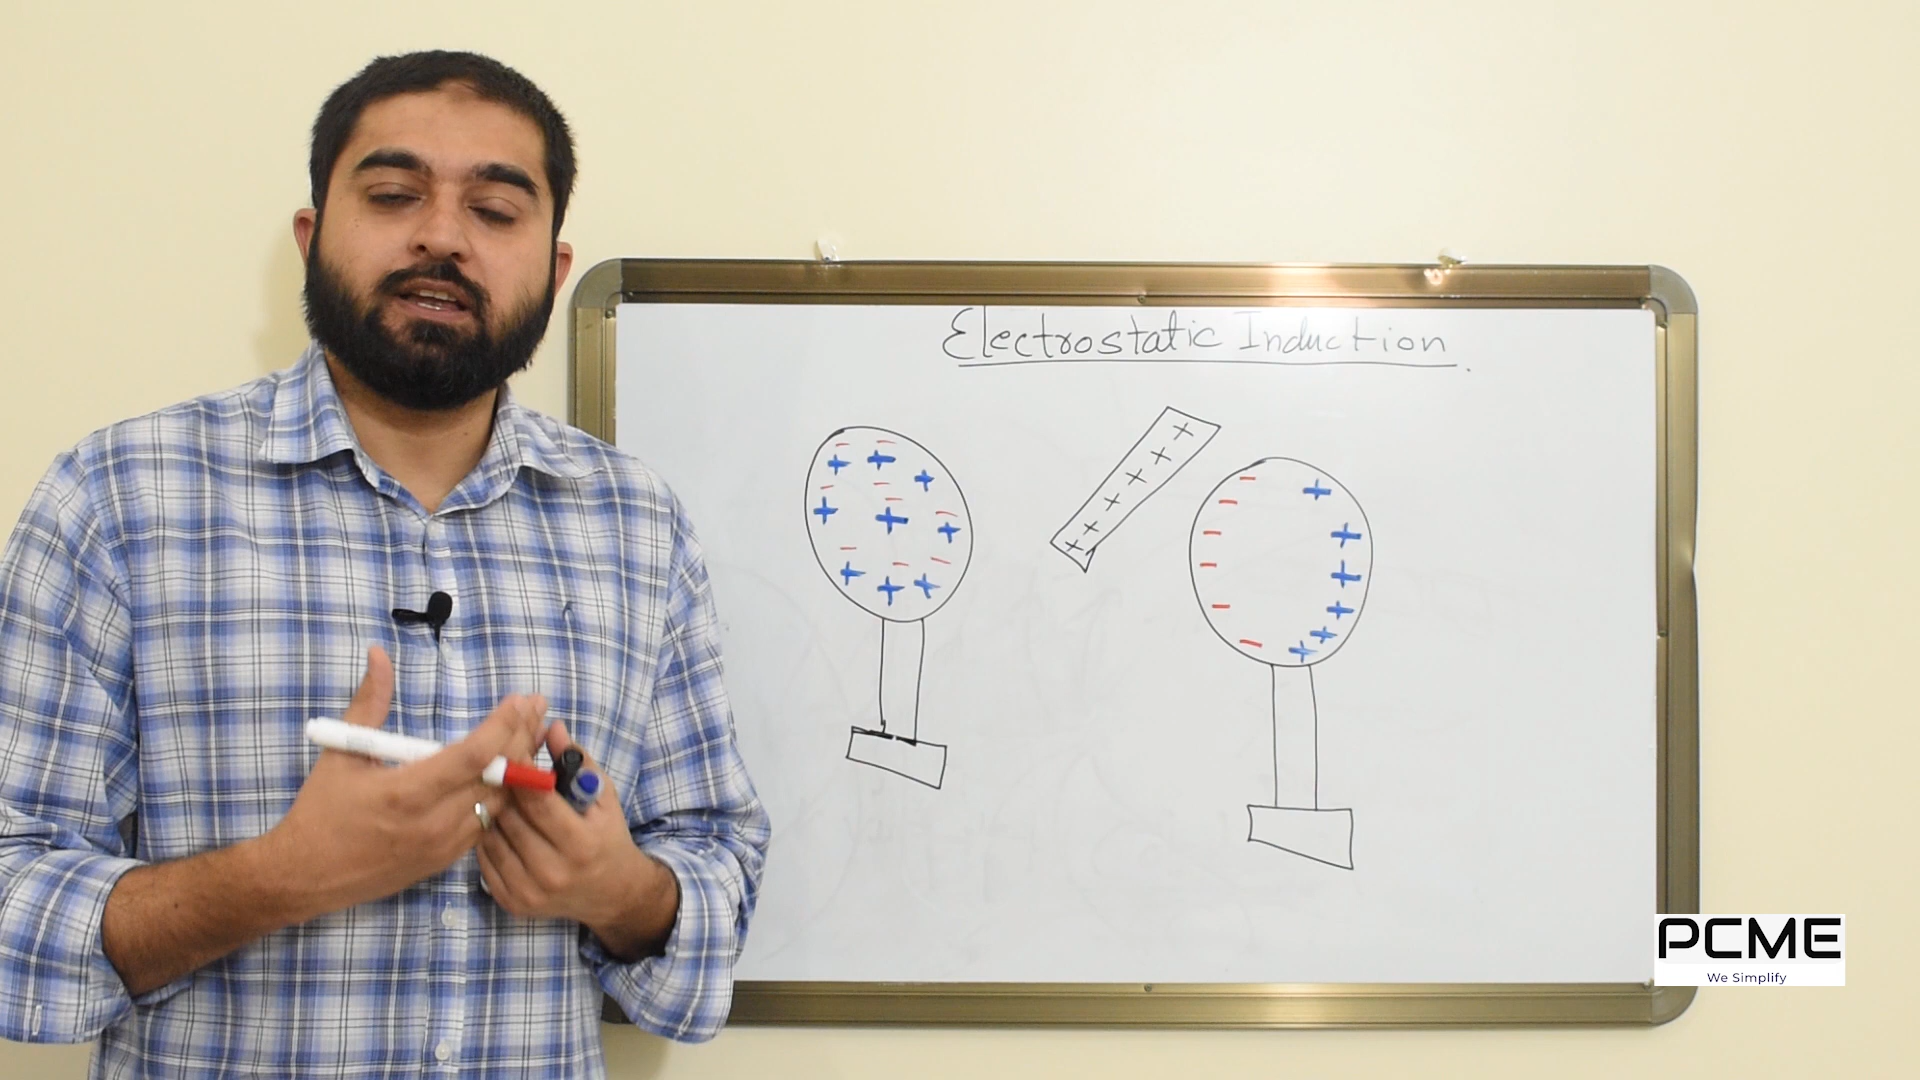 Electrostatic Induction
- -
+ + +
- - -
+ + + -
- - -
+ + +
+
+
+
+
+
+
- +
-
- +
- +
- +
+
- +
PCME
We Simplify